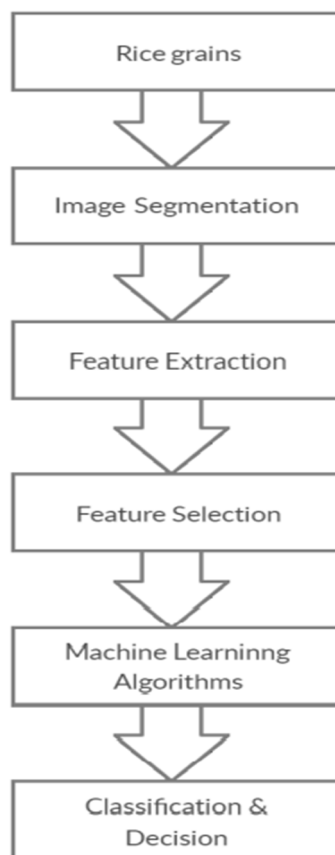 Rice grains
Image Segmentation
Feature Extraction
Feature Selection
Machine Learninng
Algorithms
Classification &
Decision